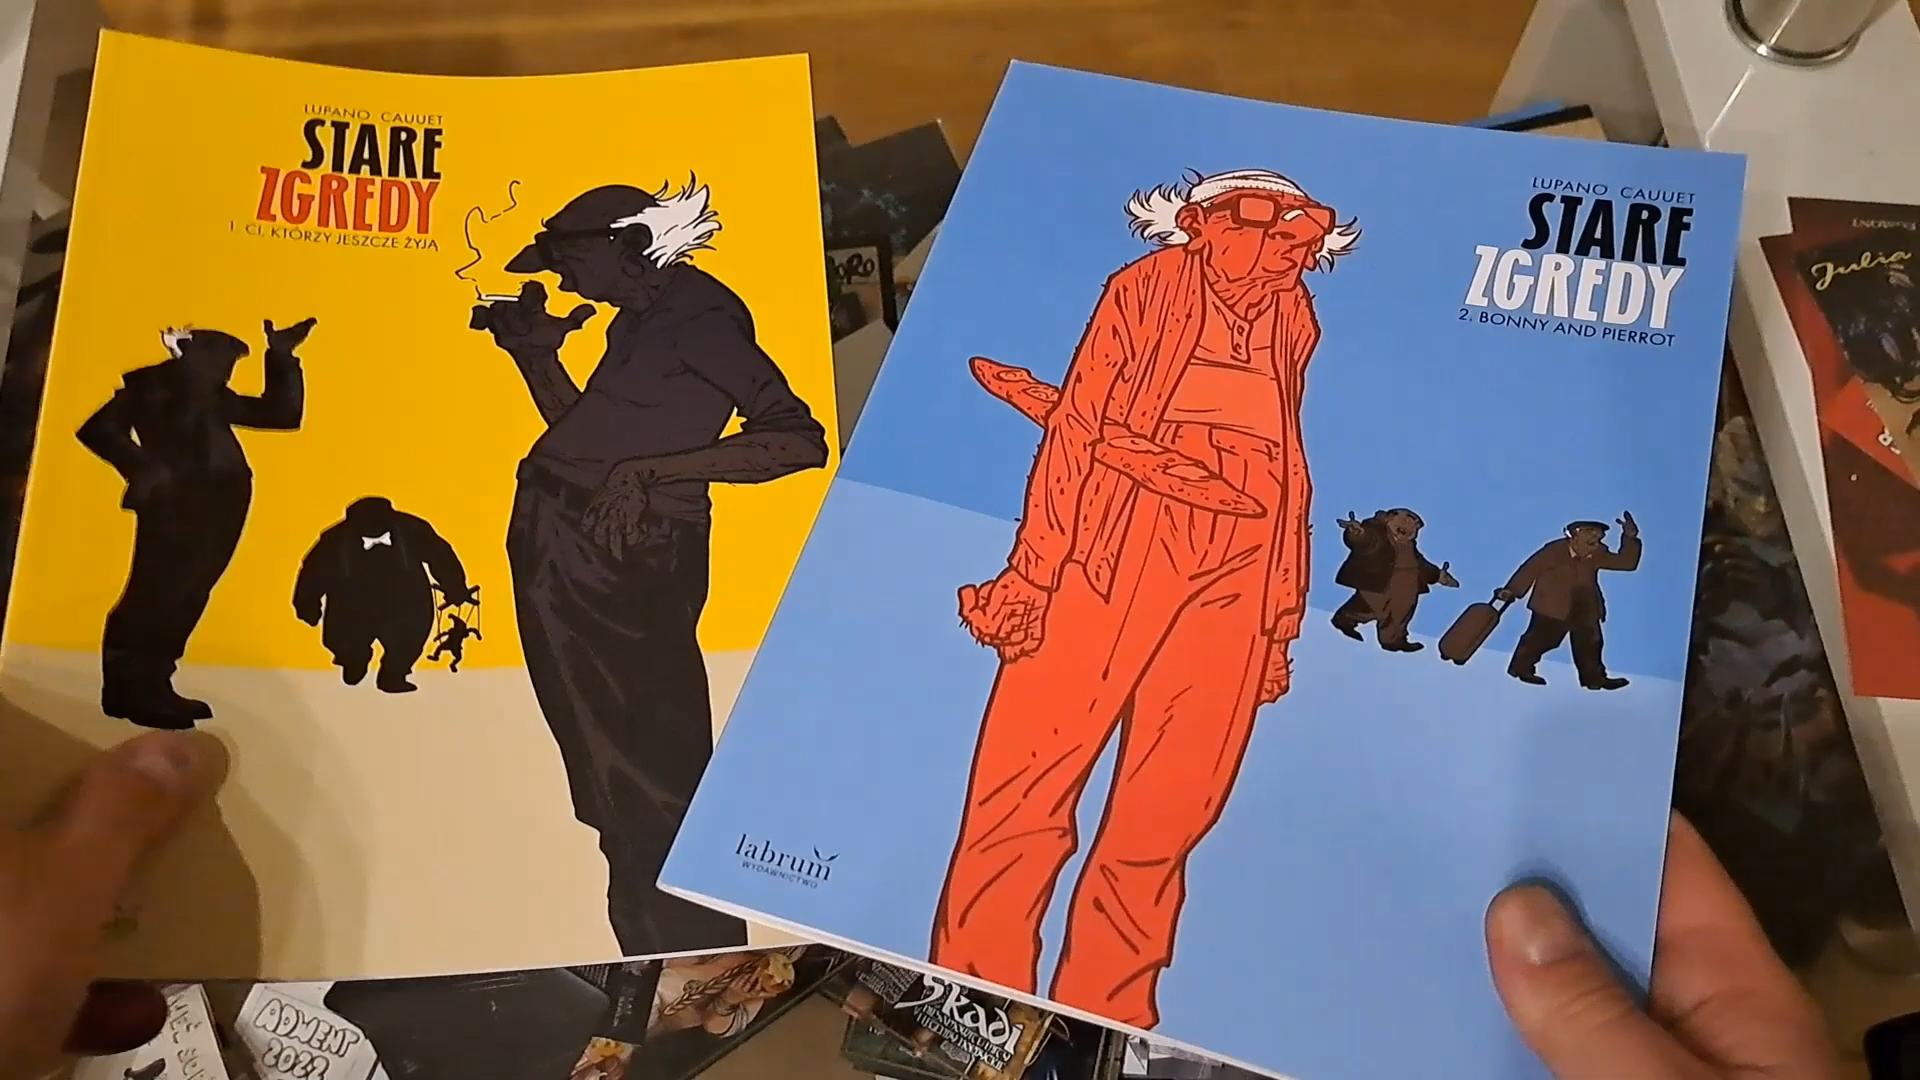 LUPANO CAUUET
STARE
ZGREDY
1. CI, KTÓRZY JESZCZE ŻYJĄ
LUPANO CAUUET
STARE
ZGREDY
2. BONNY AND PIERROT
labrum
WYDAWNICTWO
Julia
ADWENT
2022
Skadi